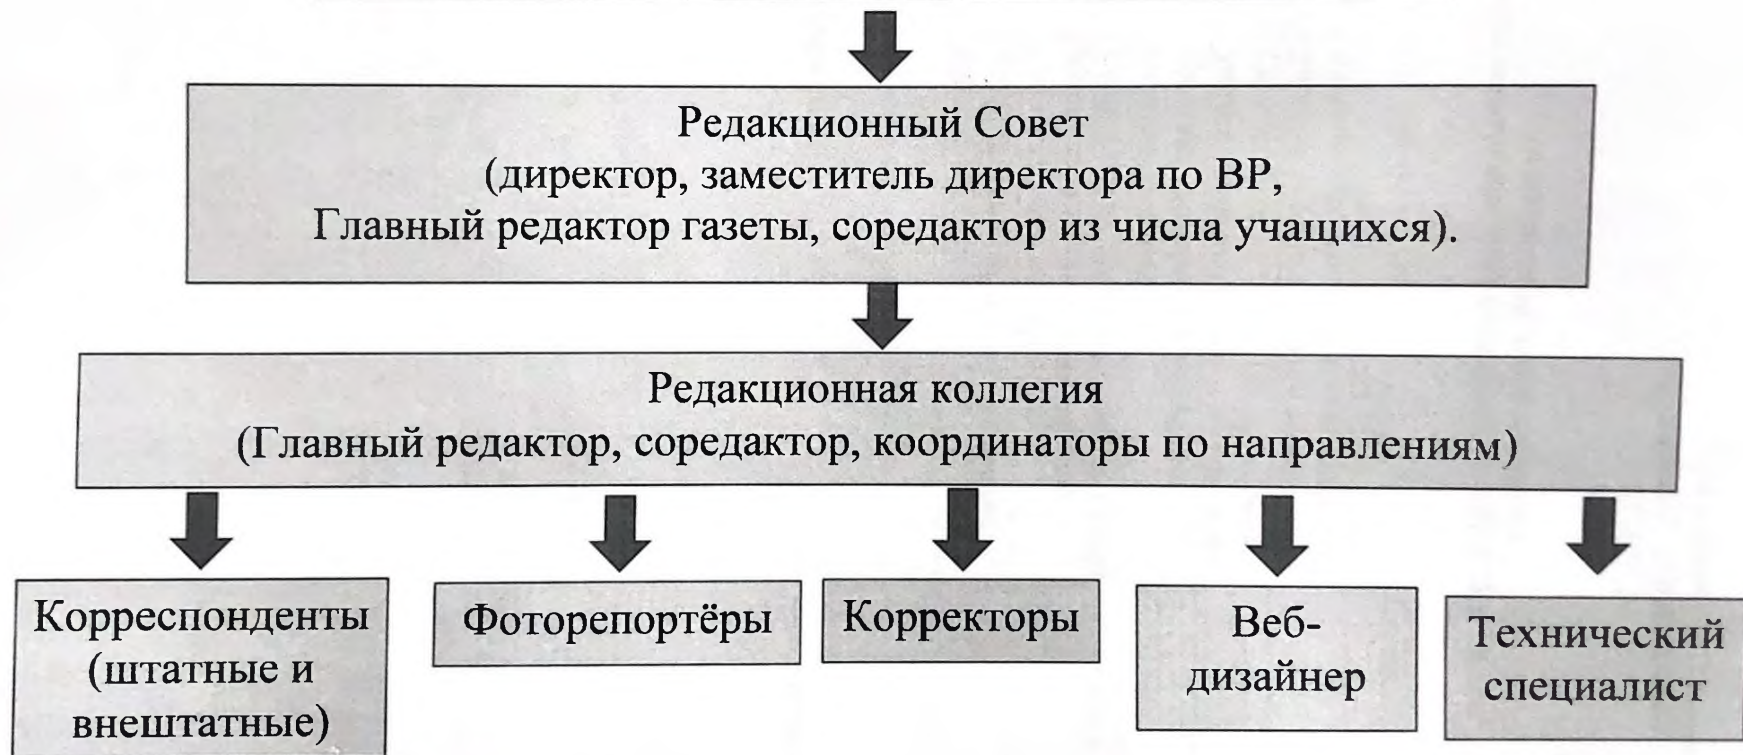 Редакционный Совет
(директор, заместитель директора по ВР,
Главный редактор газеты, соредактор из числа учащихся).
Редакционная коллегия
(Главный редактор, соредактор, координаторы по направлениям)
Корреспонденты
(штатные и
внештатные)
Фоторепортёры
Корректоры
Веб-
дизайнер
Технический
специалист